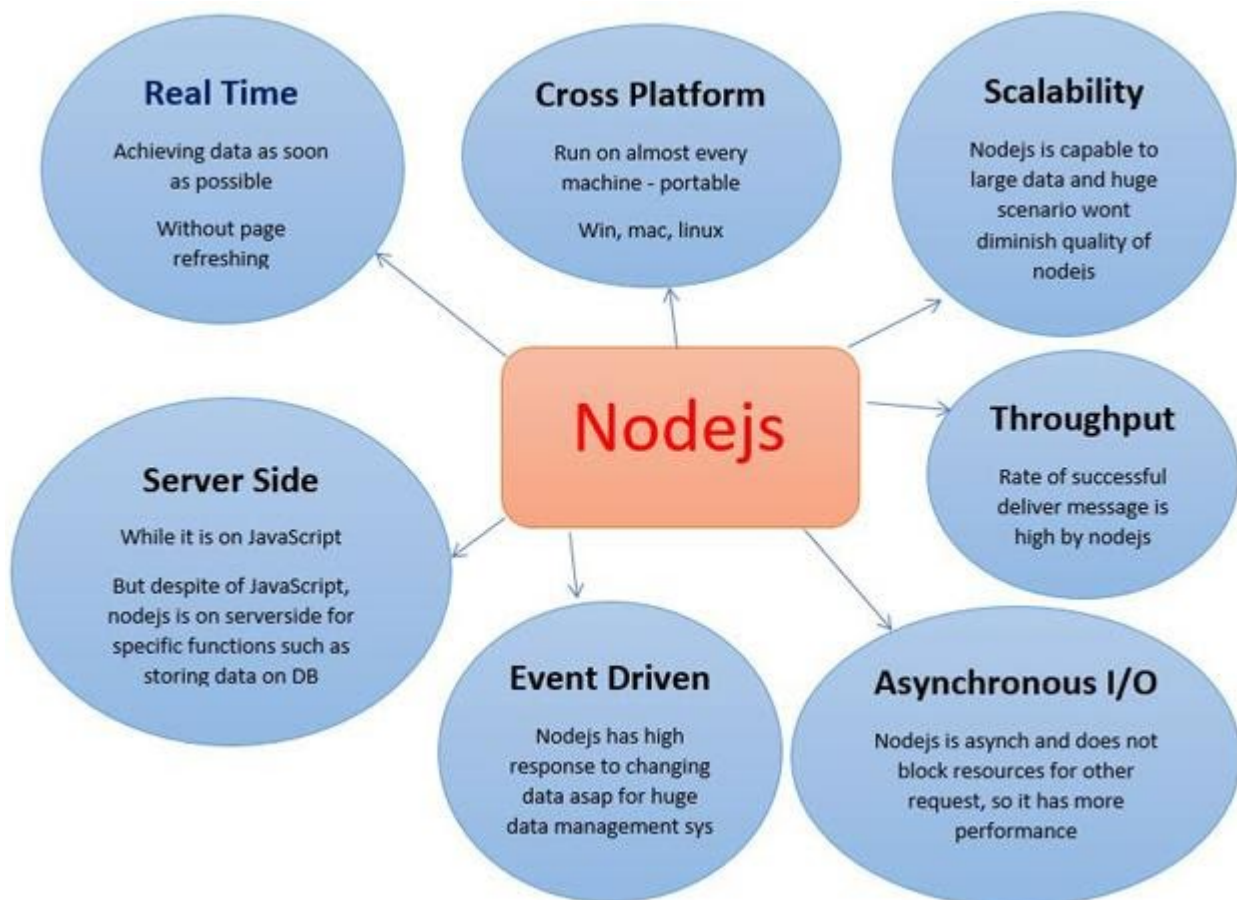 Real Time
Achieving data as soon
as possible
Without page
refreshing
Cross Platform
Run on almost every
machine - portable
Win, mac, linux
Scalability
Nodejs is capable to
large data and huge
scenario wont
diminish quality of
nodejs
Nodejs
Throughput
Rate of successful
deliver message is
high by nodejs
Server Side
While it is on JavaScript
But despite of JavaScript,
nodejs is on serverside for
specific functions such as
storing data on DB
Event Driven
Nodejs has high
response to changing
data asap for huge
data management sys
Asynchronous I/O
Nodejs is asynch and does not
block resources for other
request, so it has more
performance